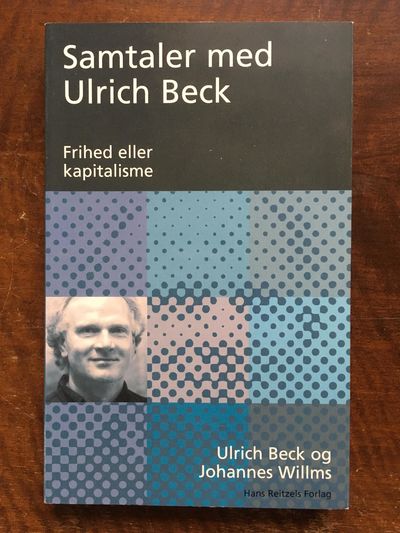 Samtaler med
Ulrich Beck
Frihed eller
kapitalisme
Ulrich Beck og
Johannes Willms
Hans Reitzels Forlag